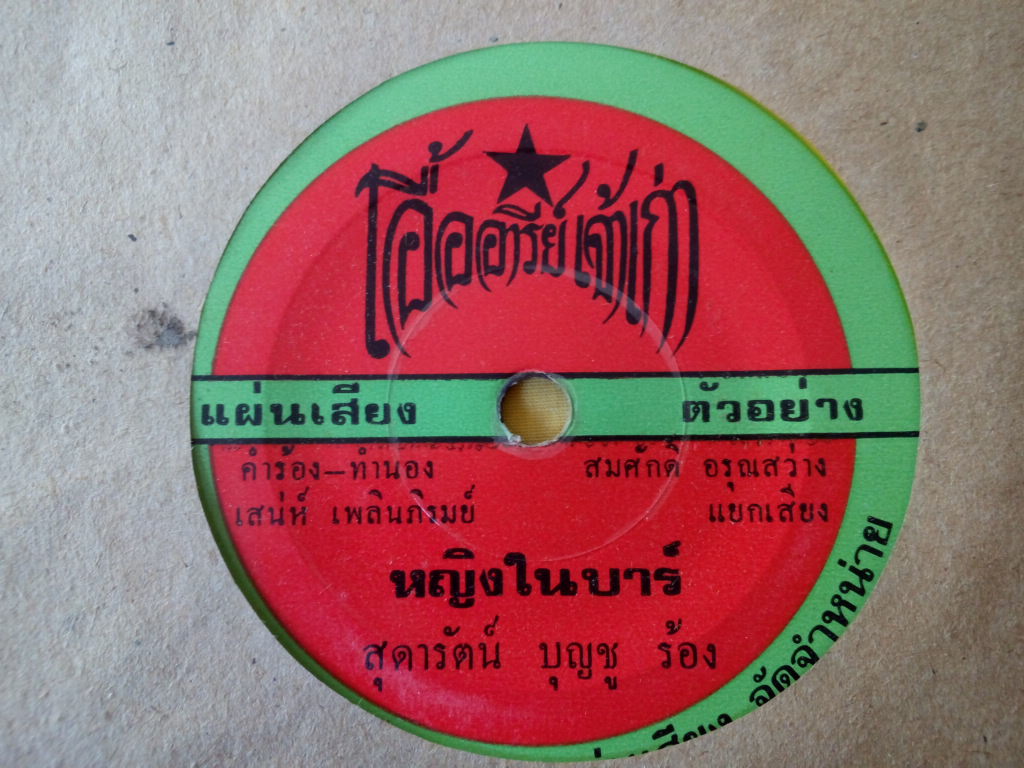 โอ้ออารีย์เต้าเก่า
แผ่นเสียง ตัวอย่าง
คำร้อง–ทำนอง สมศักดิ์ อรุณสว่าง
เสน่ห์ เพลินภิรมย์ แยกเสียง
หญิงในบาร์
สุดารัตน์ บุญชู ร้อง
จัดจำหน่าย